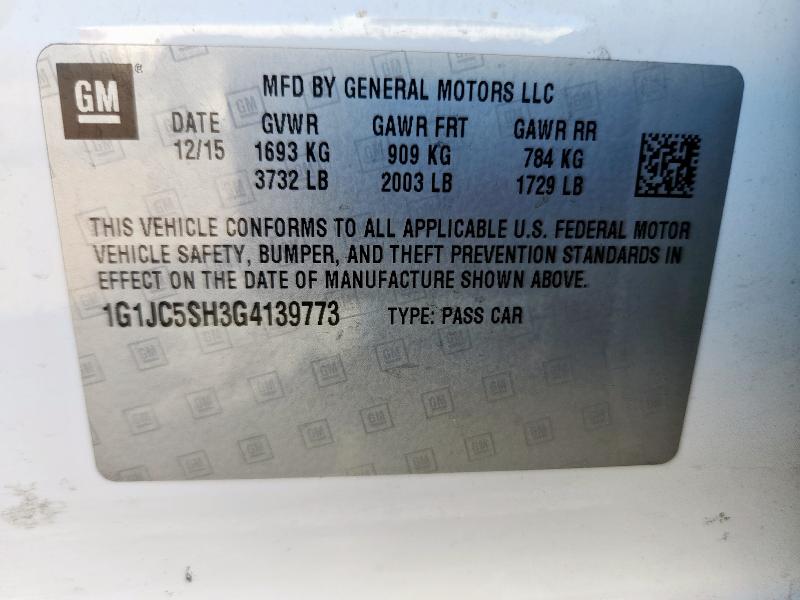 GM®
MFD BY GENERAL MOTORS LLC
DATE GVWR GAWR FRT GAWR RR
12/15 1693 KG 909 KG 784 KG
3732 LB 2003 LB 1729 LB
THIS VEHICLE CONFORMS TO ALL APPLICABLE U.S. FEDERAL MOTOR
VEHICLE SAFETY, BUMPER, AND THEFT PREVENTION STANDARDS IN
EFFECT ON THE DATE OF MANUFACTURE SHOWN ABOVE.
1G1JC5SH3G4139773 TYPE: PASS CAR